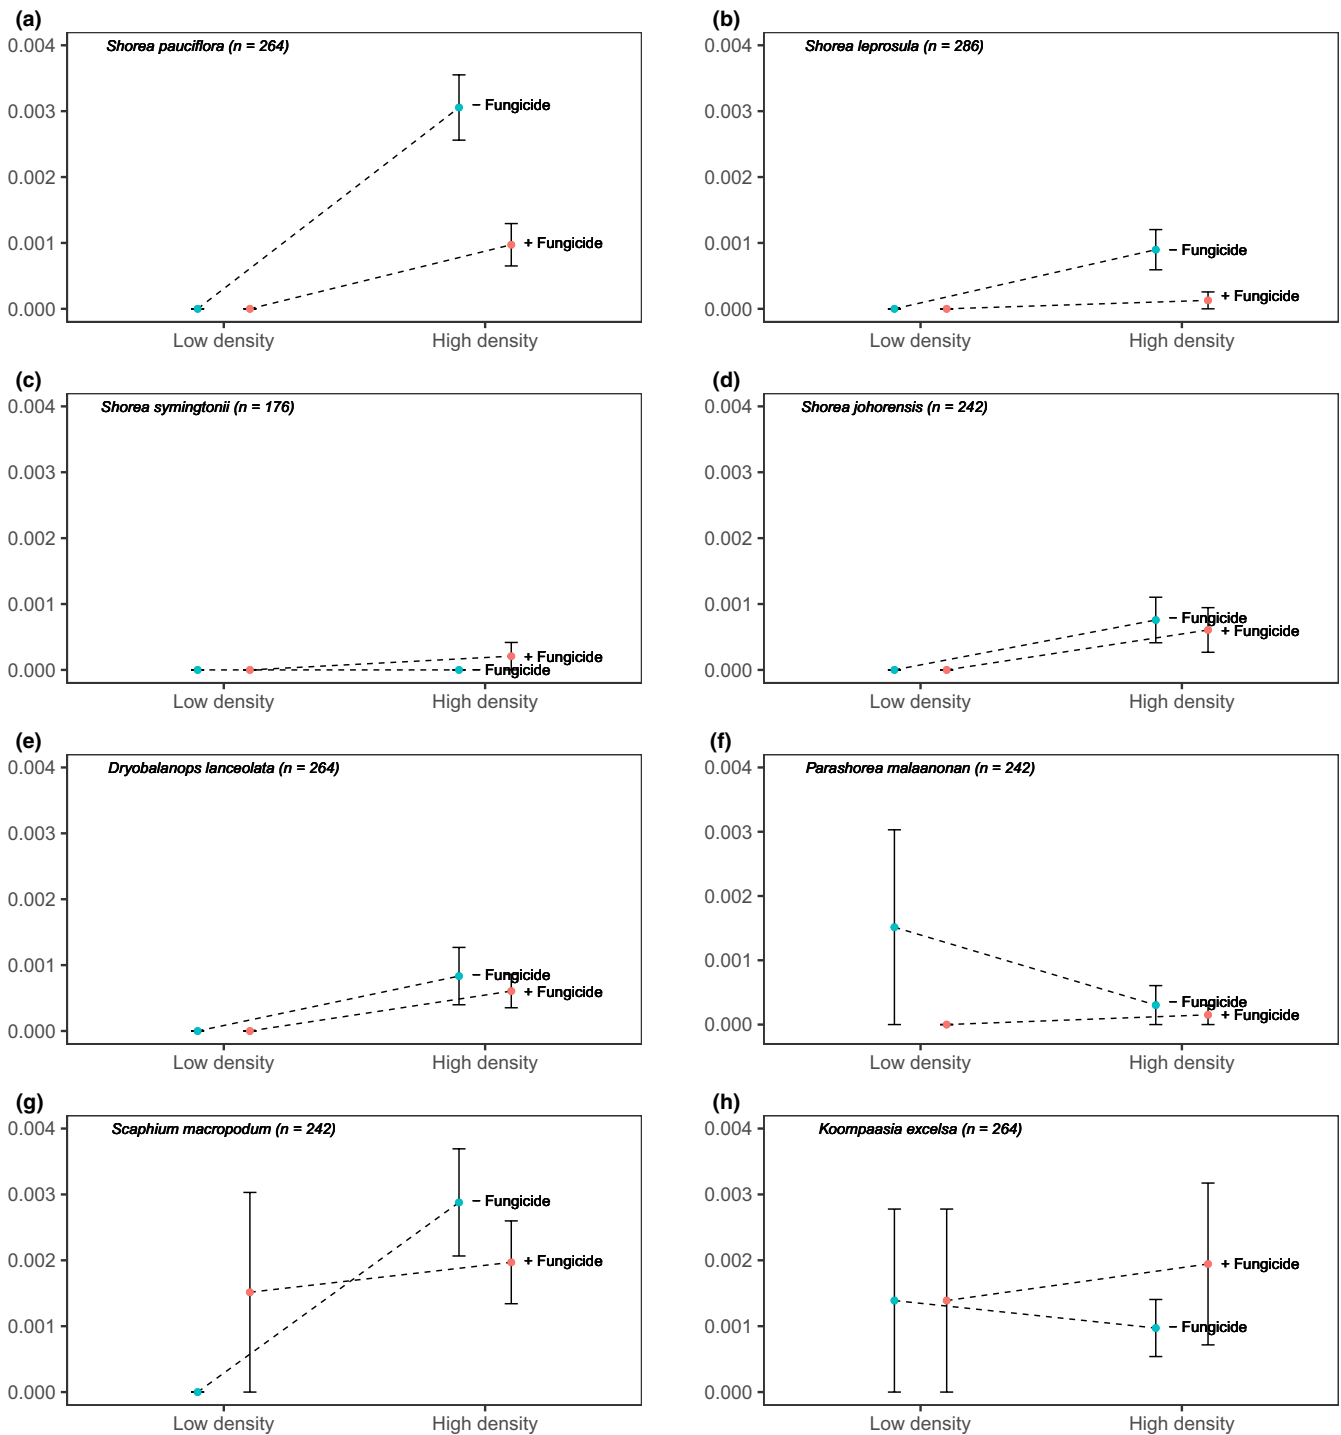 (a)
Shorea pauciflora (n = 264)
0.004
0.003
0.002
0.001
0.000
– Fungicide
+ Fungicide
Low density
High density
(b)
Shorea leprosula (n = 286)
0.004
0.003
0.002
0.001
0.000
– Fungicide
+ Fungicide
Low density
High density
(c)
Shorea symingtonii (n = 176)
0.004
0.003
0.002
0.001
0.000
+ Fungicide
– Fungicide
Low density
High density
(d)
Shorea johorensis (n = 242)
0.004
0.003
0.002
0.001
0.000
– Fungicide
+ Fungicide
Low density
High density
(e)
Dryobalanops lanceolata (n = 264)
0.004
0.003
0.002
0.001
0.000
– Fungicide
+ Fungicide
Low density
High density
(f)
Parashorea malaanonan (n = 242)
0.004
0.003
0.002
0.001
0.000
– Fungicide
+ Fungicide
Low density
High density
(g)
Scaphium macropodum (n = 242)
0.004
0.003
0.002
0.001
0.000
– Fungicide
+ Fungicide
Low density
High density
(h)
Koompaasia excelsa (n = 264)
0.004
0.003
0.002
0.001
0.000
+ Fungicide
– Fungicide
Low density
High density